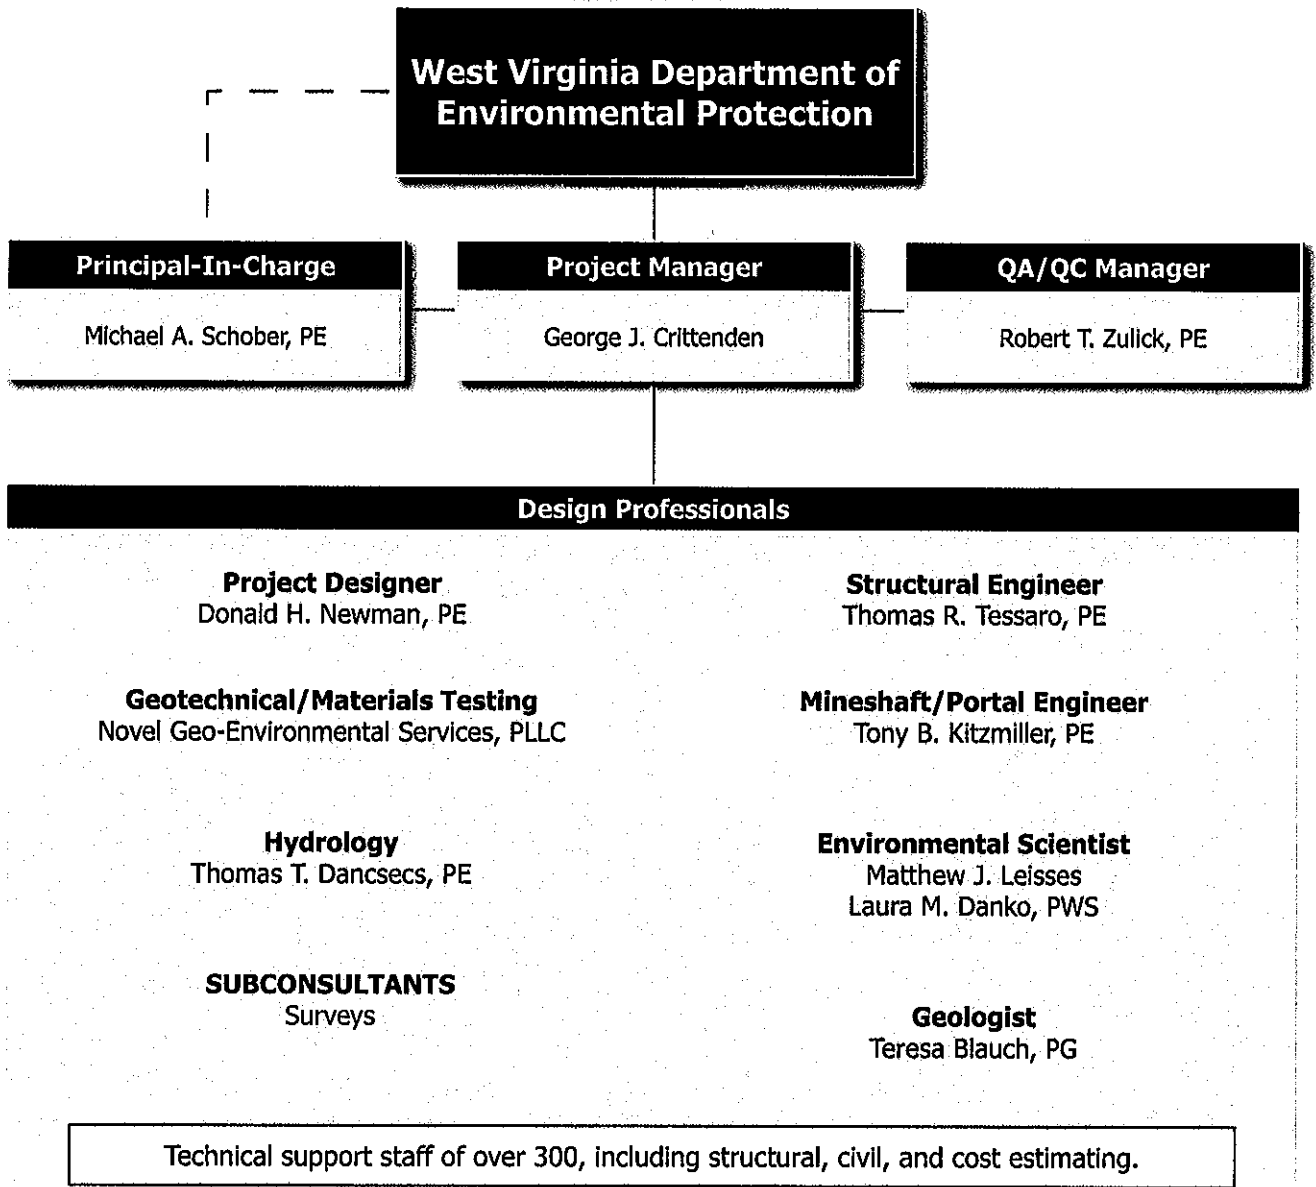 West Virginia Department of
Environmental Protection
Principal-In-Charge
Michael A. Schober, PE
Project Manager
George J. Crittenden
QA/QC Manager
Robert T. Zulick, PE
Design Professionals
Project Designer
Donald H. Newman, PE
Structural Engineer
Thomas R. Tessaro, PE
Geotechnical/Materials Testing
Novel Geo-Environmental Services, PLLC
Mineshaft/Portal Engineer
Tony B. Kitzmiller, PE
Hydrology
Thomas T. Dancsecs, PE
Environmental Scientist
Matthew J. Leisses
Laura M. Danko, PWS
SUBCONSULTANTS
Surveys
Geologist
Teresa Blauch, PG
Technical support staff of over 300, including structural, civil, and cost estimating.